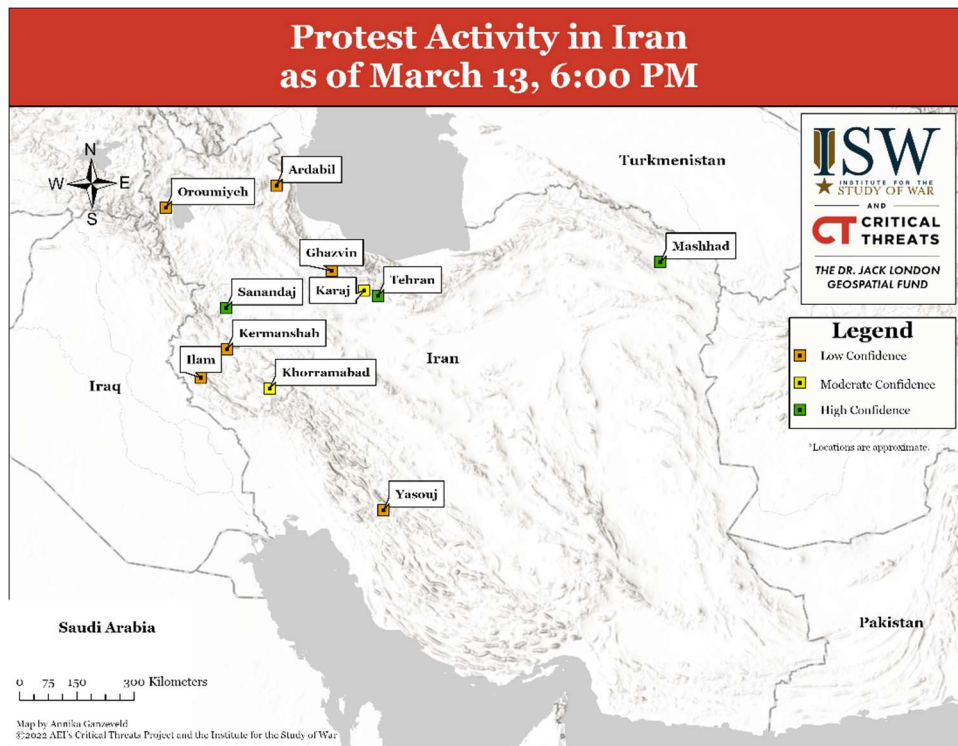 Protest Activity in Iran
as of March 13, 6:00 PM
N
W E
S
Turkmenistan
ISW
INSTITUTE FOR THE
STUDY OF WAR
AND
CT CRITICAL
THREATS
THE DR. JACK LONDON
GEOSPATIAL FUND
Ardabil
Oroumiyeh
Mashhad
Ghazvin
Tehran
Karaj
Sanandaj
Kermanshah
Ilam
Iran
Khorramabad
Iraq
Legend
Low Confidence
Moderate Confidence
High Confidence
*Locations are approximate.
Yasouj
Saudi Arabia
Pakistan
0 75 150 300 Kilometers
Map by Annika Ganzeveld
©2022 AEI's Critical Threats Project and the Institute for the Study of War